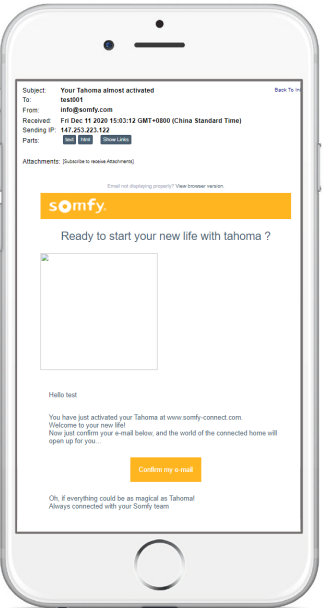 Subject: Your Tahoma almost activated
Back To In
To: test001
From: info@somfy.com
Received: Fri Dec 11 2020 15:03:12 GMT+0800 (China Standard Time)
Sending IP: 147.253.223.122
Parts: text html Show Links
Attachments: [Subscribe to receive Attachments]
Email not displaying properly? View browser version.
somfy.
Ready to start your new life with tahoma ?
Hello test
You have just activated your Tahoma at www.somfy-connect.com.
Welcome to your new life!
Now just confirm your e-mail below, and the world of the connected home will
open up for you...
Confirm my e-mail
Oh, if everything could be as magical as Tahoma!
Always connected with your Somfy team